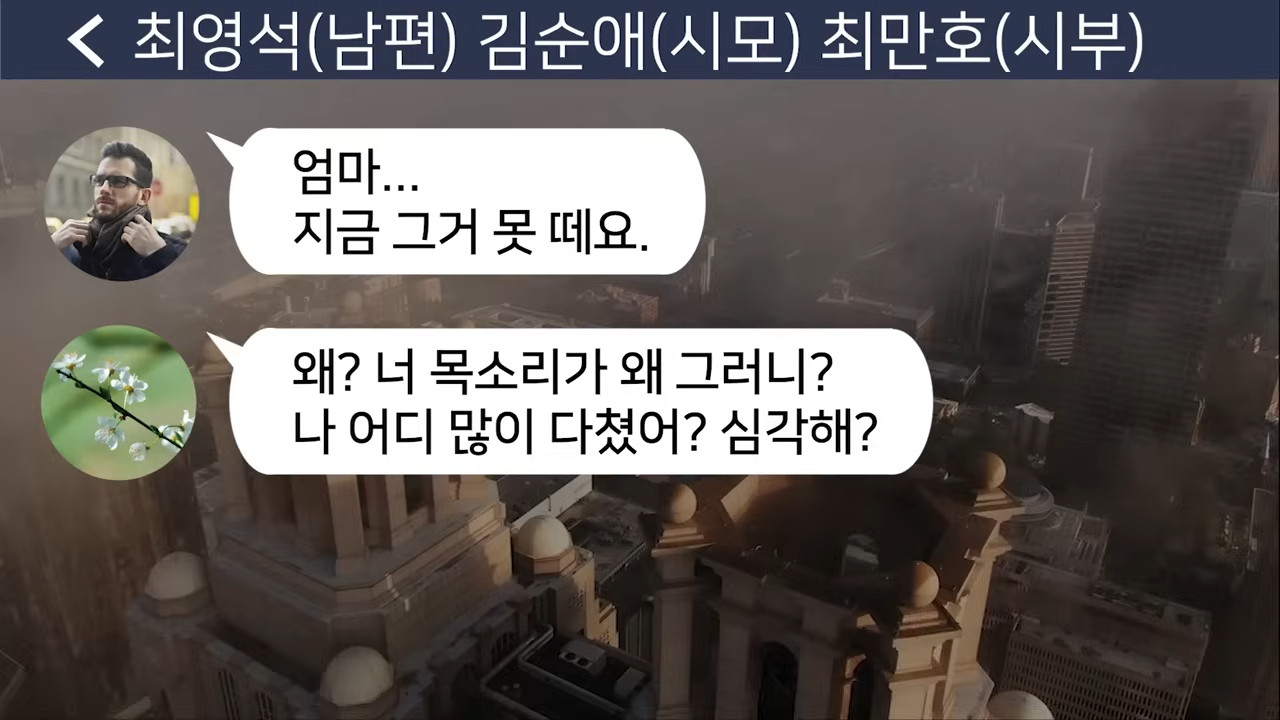 최영석(남편) 김순애(시모) 최만호(시부)
엄마...
지금 그거 못 떼요.
왜? 너 목소리가 왜 그러니?
나 어디 많이 다쳤어? 심각해?